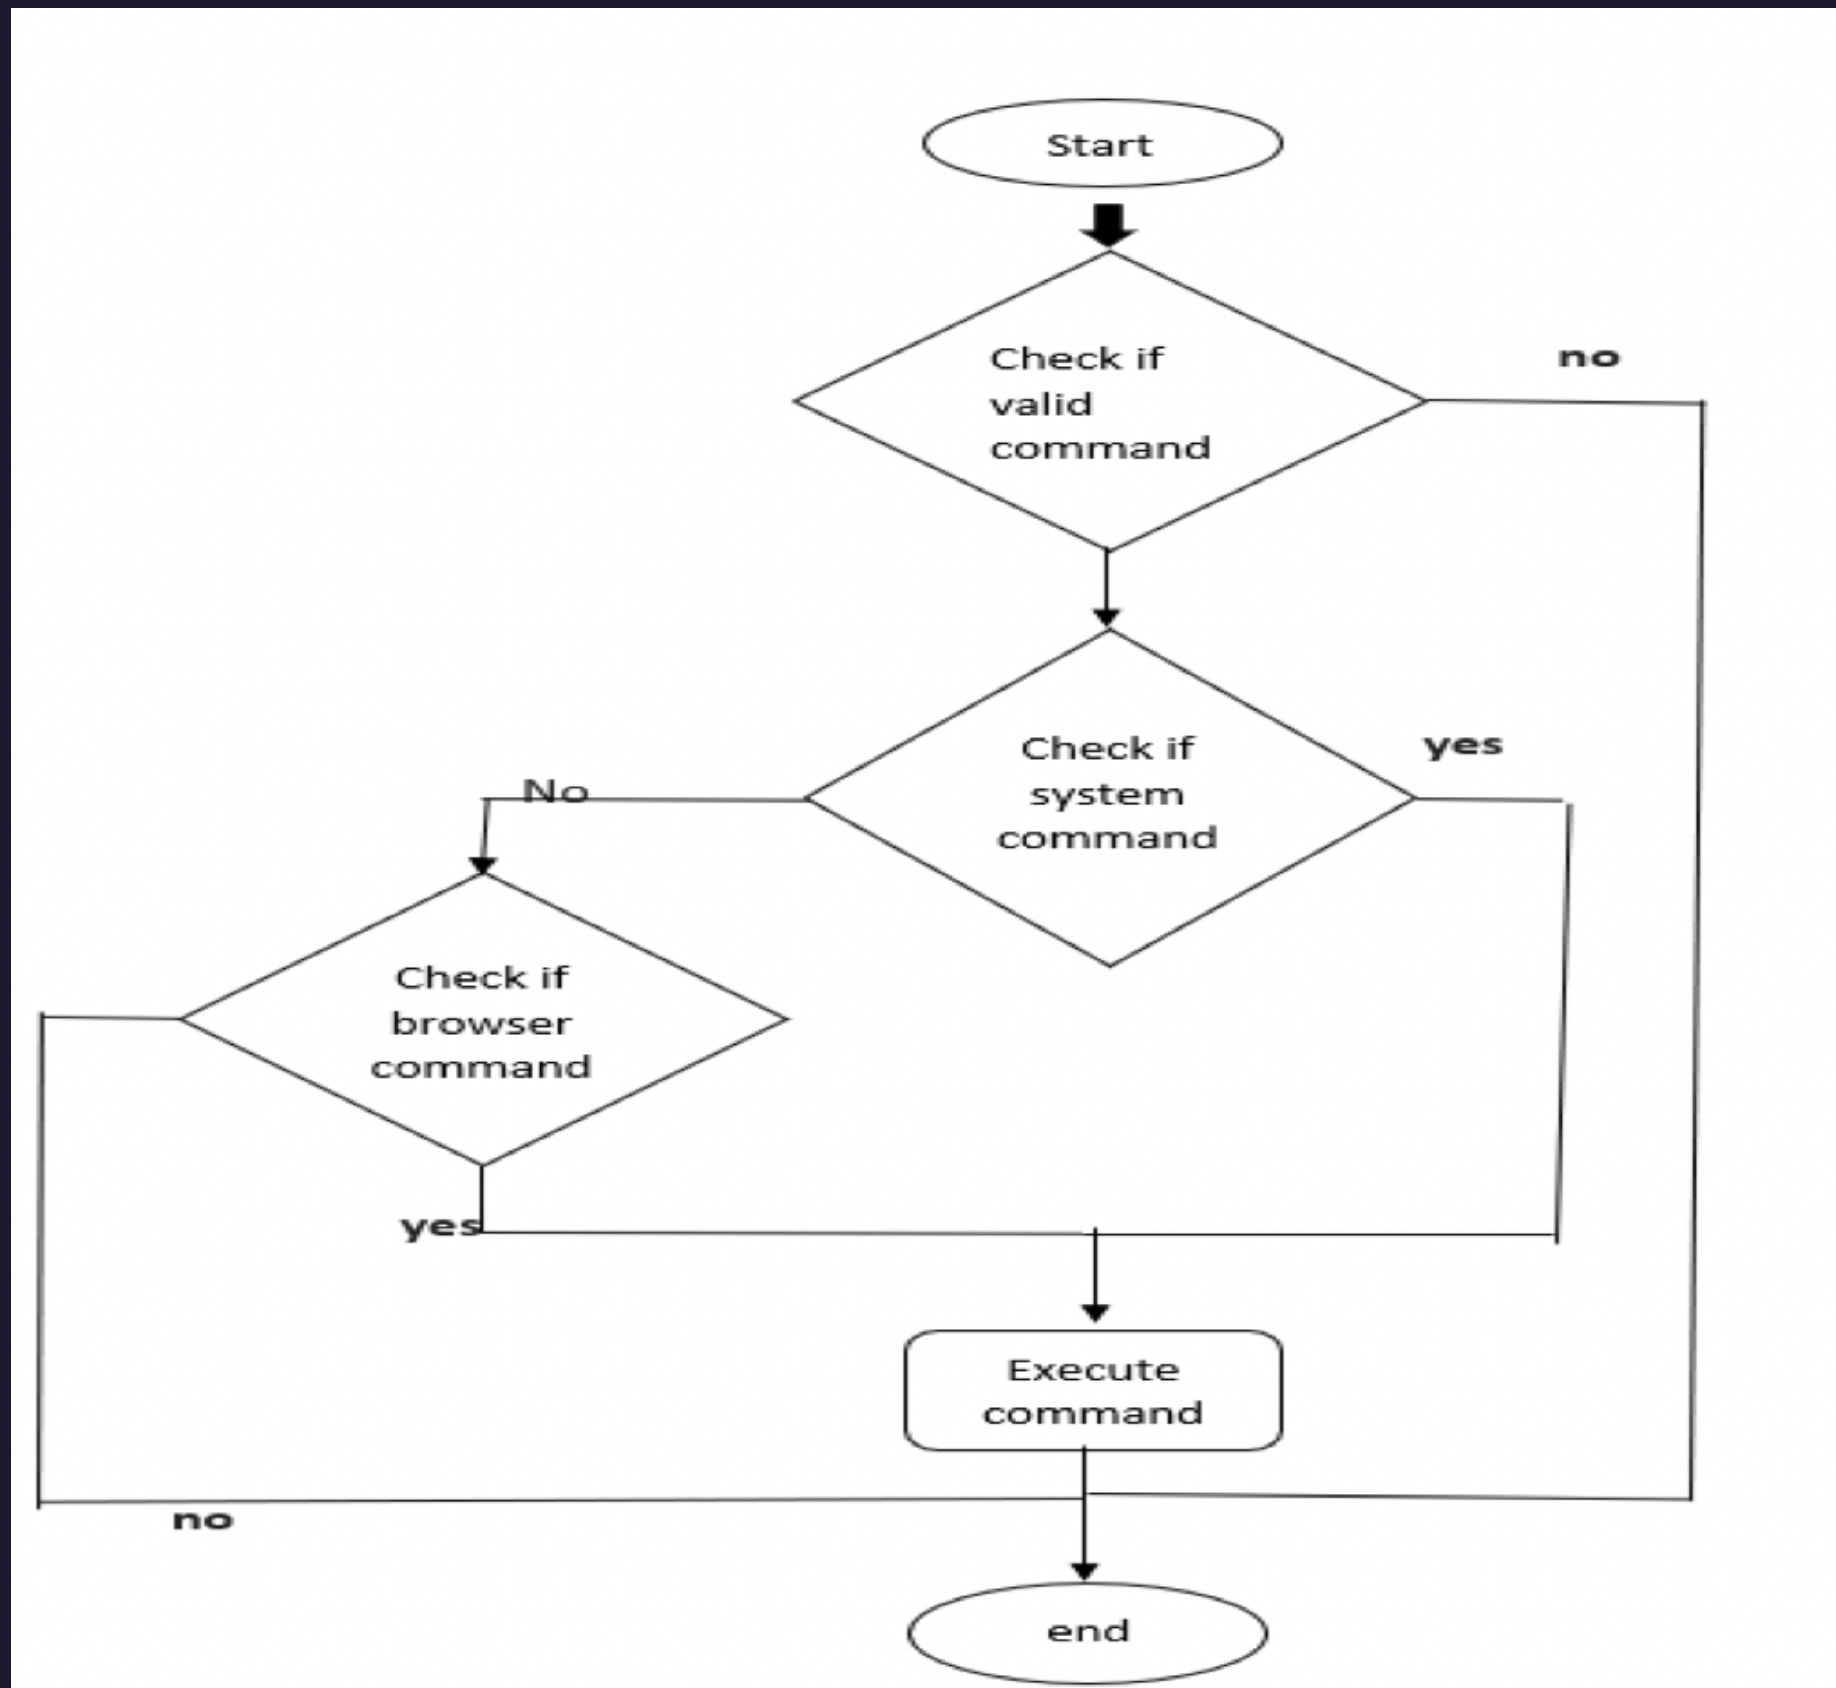 Start
Check if
valid
command
no
Check if
system
command
yes
No
Check if
browser
command
yes
Execute
command
no
end